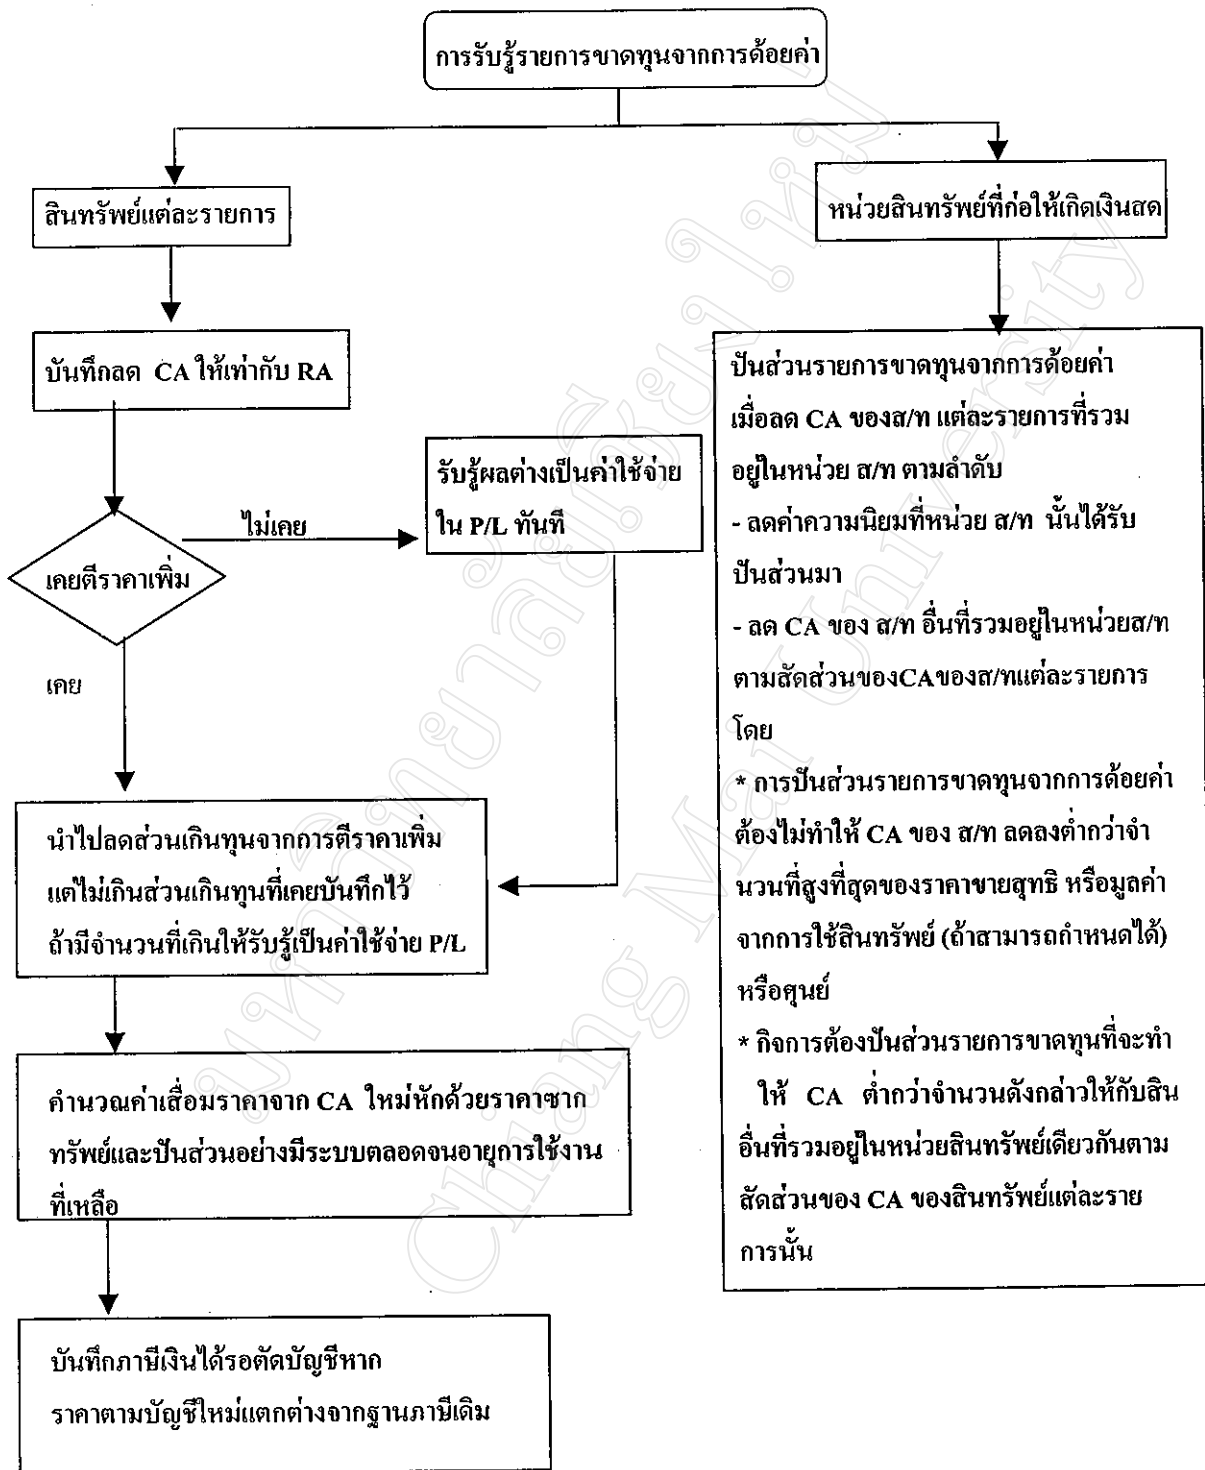 การรับรู้รายการขาดทุนจากการด้อยค่า
สินทรัพย์แต่ละรายการ
บันทึกลด CA ให้เท่ากับ RA
เคยตีราคาเพิ่ม
ไม่เคย
รับรู้ผลต่างเป็นค่าใช้จ่าย
ใน P/L ทันที
เคย
นำไปลดส่วนเกินทุนจากการตีราคาเพิ่ม
แต่ไม่เกินส่วนเกินทุนที่เคยบันทึกไว้
ถ้ามีจำนวนที่เกินให้รับรู้เป็นค่าใช้จ่าย P/L
คำนวณค่าเสื่อมราคาจาก CA ใหม่หักด้วยราคาซาก
ทรัพย์และปันส่วนอย่างมีระบบตลอดจนอายุการใช้งาน
ที่เหลือ
บันทึกภาษีเงินได้รอตัดบัญชีหาก
ราคาตามบัญชีใหม่แตกต่างจากฐานภาษีเดิม
หน่วยสินทรัพย์ที่ก่อให้เกิดเงินสด
ปันส่วนรายการขาดทุนจากการด้อยค่า
เมื่อลด CA ของส/ท แต่ละรายการที่รวม
อยู่ในหน่วย ส/ท ตามลำดับ
- ลดค่าความนิยมที่หน่วย ส/ท นั้นได้รับ
ปันส่วนมา
- ลด CA ของ ส/ท อื่นที่รวมอยู่ในหน่วยส/ท
ตามสัดส่วนของCAของส/ทแต่ละรายการ
โดย
* การปันส่วนรายการขาดทุนจากการด้อยค่า
ต้องไม่ทำให้ CA ของ ส/ท ลดลงต่ำกว่าจำ
นวนที่สูงที่สุดของราคาขายสุทธิ หรือมูลค่า
จากการใช้สินทรัพย์ (ถ้าสามารถกำหนดได้)
หรือศูนย์
* กิจการต้องปันส่วนรายการขาดทุนที่จะทำ
ให้ CA ต่ำกว่าจำนวนดังกล่าวให้กับสิน
อื่นที่รวมอยู่ในหน่วยสินทรัพย์เดียวกันตาม
สัดส่วนของ CA ของสินทรัพย์แต่ละราย
การนั้น
มหาวิทยาลัยเชียงใหม่
Chiang Mai University